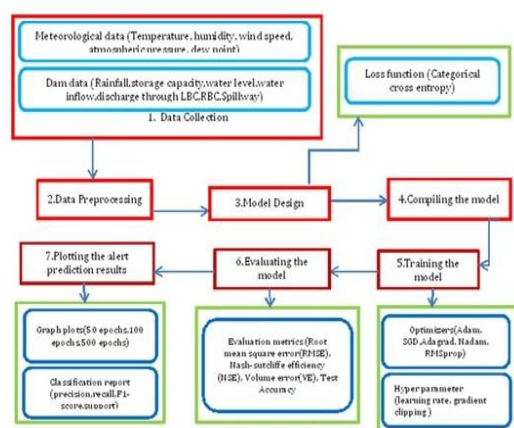 Meteorological data (Temperature, humidity, wind speed,
atmospheric pressure, dew point)
Dam data (Rainfall,storage capacity,water level,water
inflow,discharge through LBC,RBC,Spillway)
1. Data Collection
Loss function (Categorical
cross entropy)
2.Data Preprocessing
3.Model Design
4.Compiling the model
7.Plotting the alert
prediction results
6.Evaluating the
model
5.Training the
model
Graph plots(50 epochs,100
epochs,500 epochs)
Classification report
(precision,recall,F1-
score,support)
Evaluation metrics(Root
mean square error(RMSE),
Nash-sutcliffe efficiency
(NSE), Volume error(VE), Test
Accuracy
Optimizers(Adam,
SGD,Adagrad, Nadam,
RMSprop)
Hyper parameter
(learning rate, gradient
clipping )